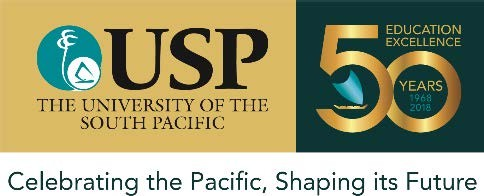 USP
THE UNIVERSITY OF THE
SOUTH PACIFIC
EDUCATION
EXCELLENCE
50
YEARS
1968
2018
Celebrating the Pacific, Shaping its Future